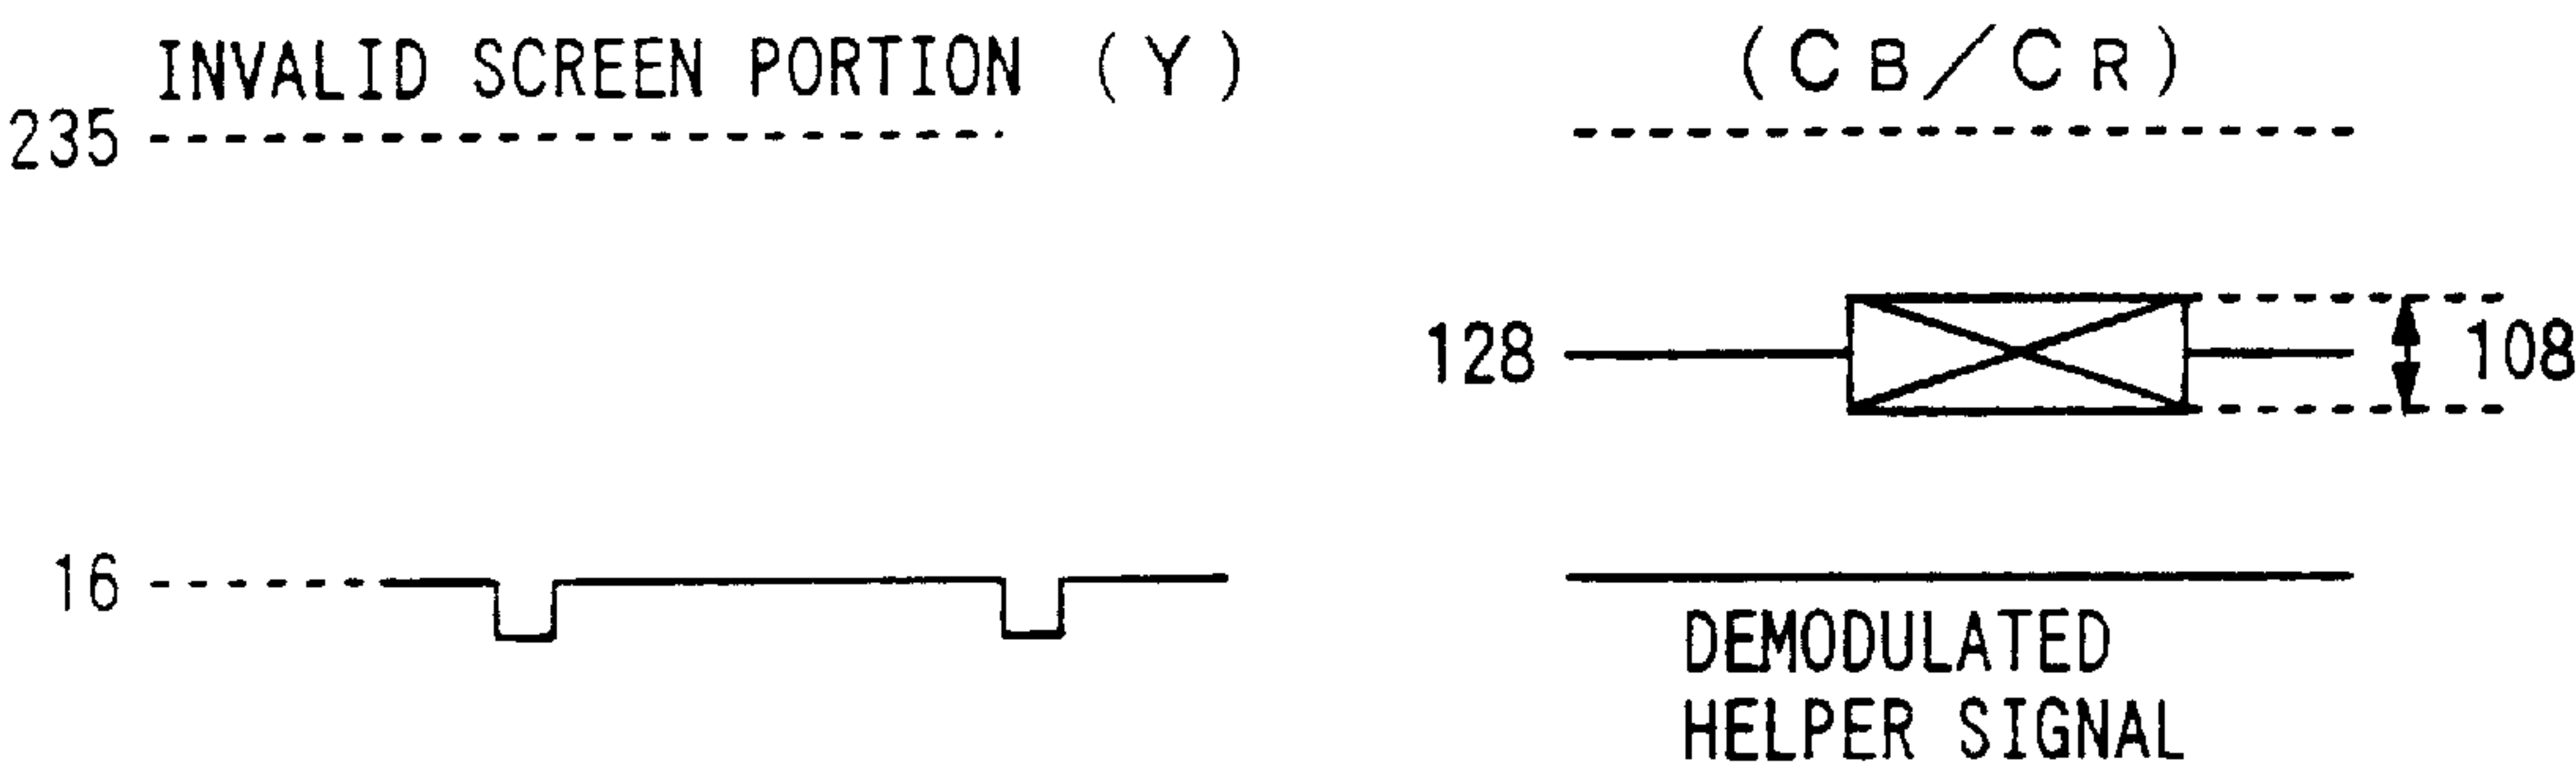 INVALID SCREEN PORTION (Y)
(CB/CR)
235
128
108
16
DEMODULATED
HELPER SIGNAL